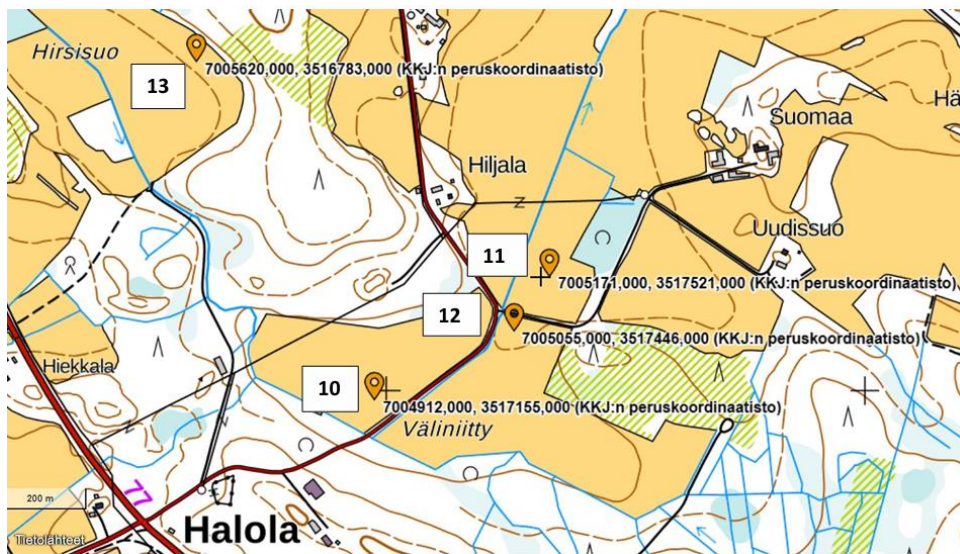 Hirsisuo
7005620,000, 3516783,000 (KKJ:n peruskoordinaatisto)
13
Suomaa
Hä
Hiljala
N
Uudissuo
11
7005171,000, 3517521,000 (KKJ:n peruskoordinaatisto)
12
7005055,000, 3517446,000 (KKJ:n peruskoordinaatisto)
Hiekkala
10
7004912,000, 3517155,000 (KKJ:n peruskoordinaatisto)
Väliniitty
N
77
200 m
Halola
Tietolähteet